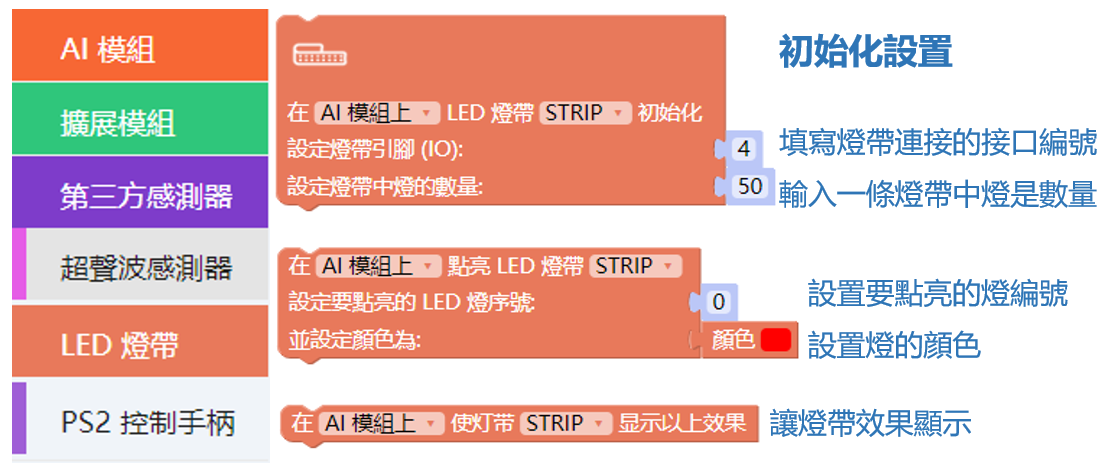 AI 模組
擴展模組
第三方感測器
超聲波感測器
LED 燈帶
PS2 控制手柄
初始化設置
在 AI 模組上 LED 燈帶 STRIP 初始化
設定燈帶引腳 (IO): 4 填寫燈帶連接的接口編號
設定燈帶中燈的數量: 50 輸入一條燈帶中燈是數量
在 AI 模組上 點亮 LED 燈帶 STRIP
設定要點亮的 LED 燈序號: 0 設置要點亮的燈編號
並設定顏色為: 顏色 設置燈的顏色
在 AI 模組上 使灯带 STRIP 显示以上效果 讓燈帶效果顯示